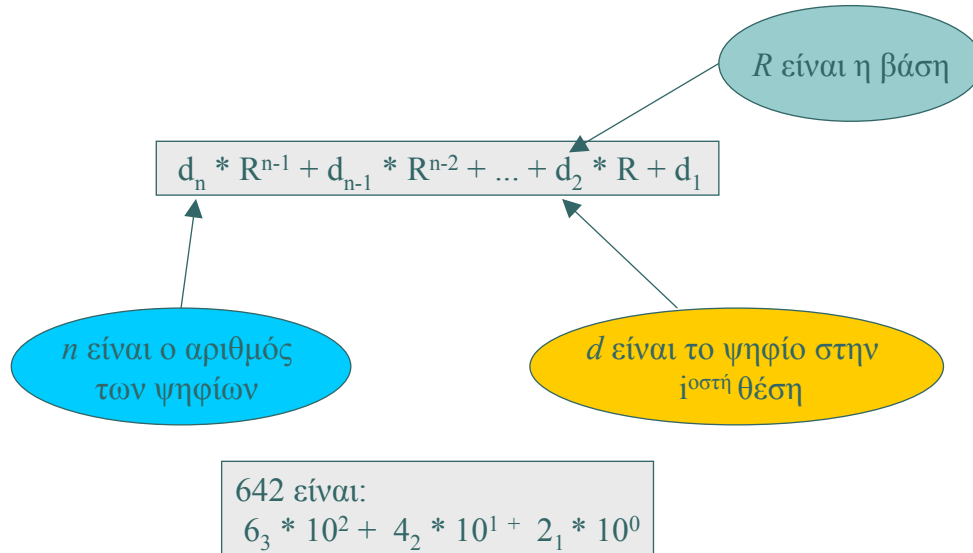 R είναι η βάση
dₙ * Rⁿ⁻¹ + dₙ₋₁ * Rⁿ⁻² + ... + d₂ * R + d₁
n είναι ο αριθμός
των ψηφίων
d είναι το ψηφίο στην
iᵒστή θέση
642 είναι:
6₃ * 10² + 4₂ * 10¹ ⁺ 2₁ * 10⁰